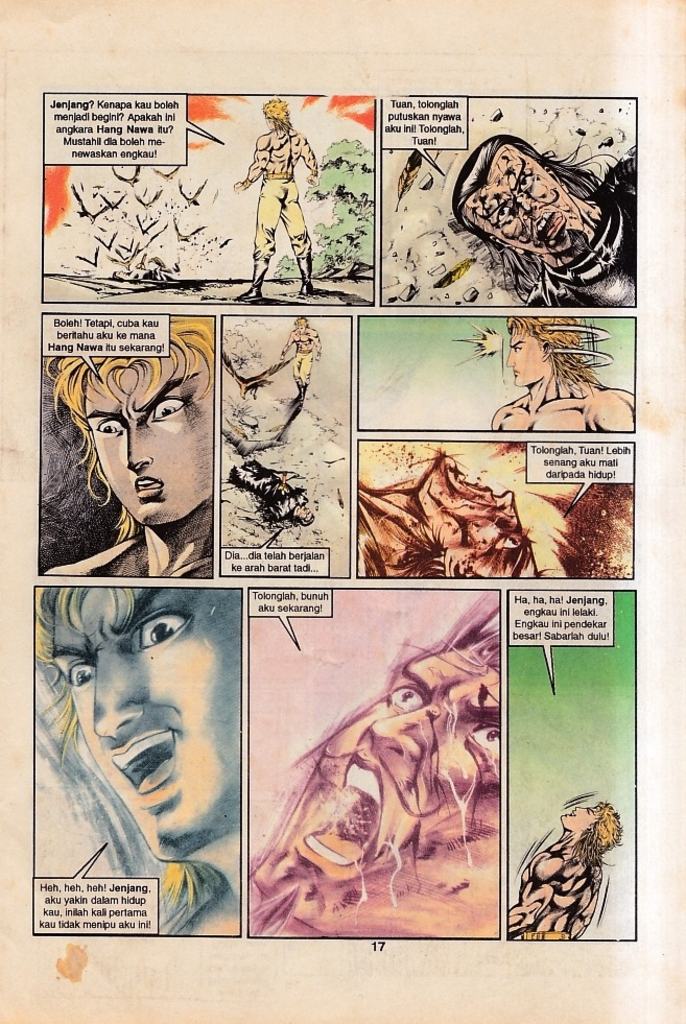 Jenjang? Kenapa kau boleh
menjadi begini? Apakah ini
angkara Hang Nawa itu?
Mustahil dia boleh me-
newaskan engkau!
Tuan, tolonglah
putuskan nyawa
aku ini! Tolonglah,
Tuan!
Boleh! Tetapi, cuba kau
beritahu aku ke mana
Hang Nawa itu sekarang!
Dia...dia telah berjalan
ke arah barat tadi...
Tolonglah, Tuan! Lebih
senang aku mati
daripada hidup!
Heh, heh, heh! Jenjang,
aku yakin dalam hidup
kau, inilah kali pertama
kau tidak menipu aku ini!
Tolonglah, bunuh
aku sekarang!
Ha, ha, ha! Jenjang,
engkau ini lelaki.
Engkau ini pendekar
besar! Sabarlah dulu!
17